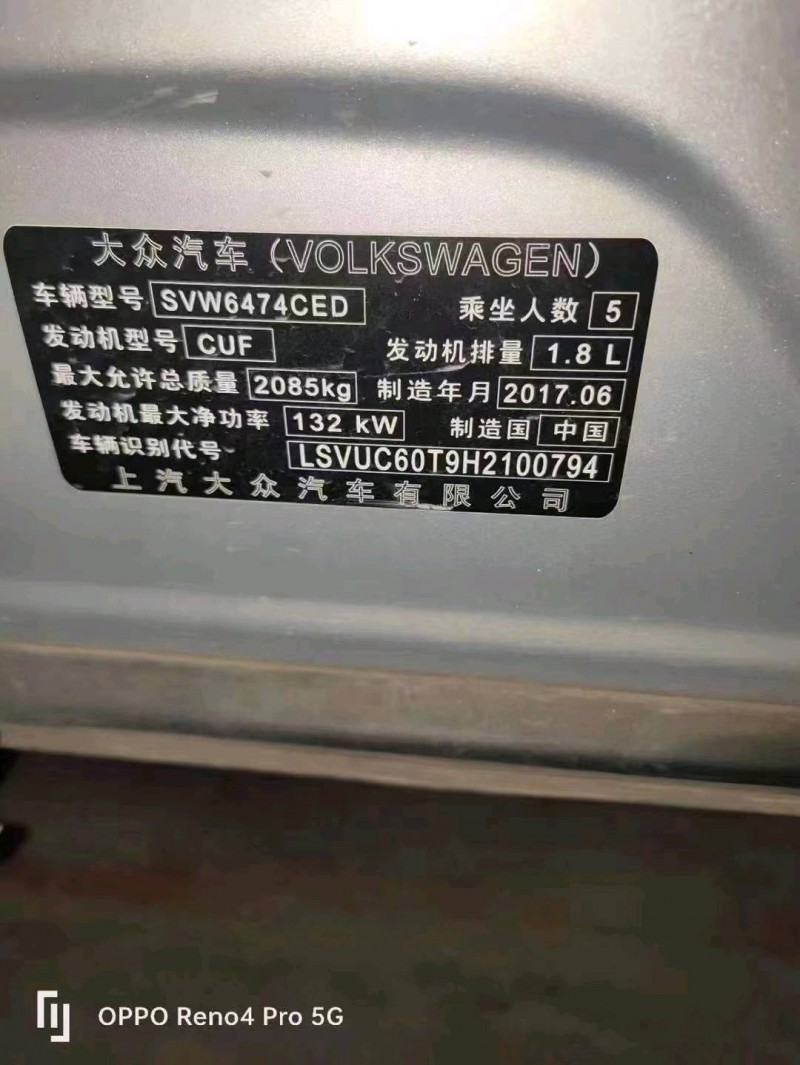 大众汽车（VOLKSWAGEN）
车辆型号 SVW6474CED 乘坐人数 5
发动机型号 CUF 发动机排量 1.8 L
最大允许总质量 2085kg 制造年月 2017.06
发动机最大净功率 132 kW 制造国 中国
车辆识别代号 LSVUC60T9H2100794
上汽大众汽车有限公司
OPPO Reno4 Pro 5G